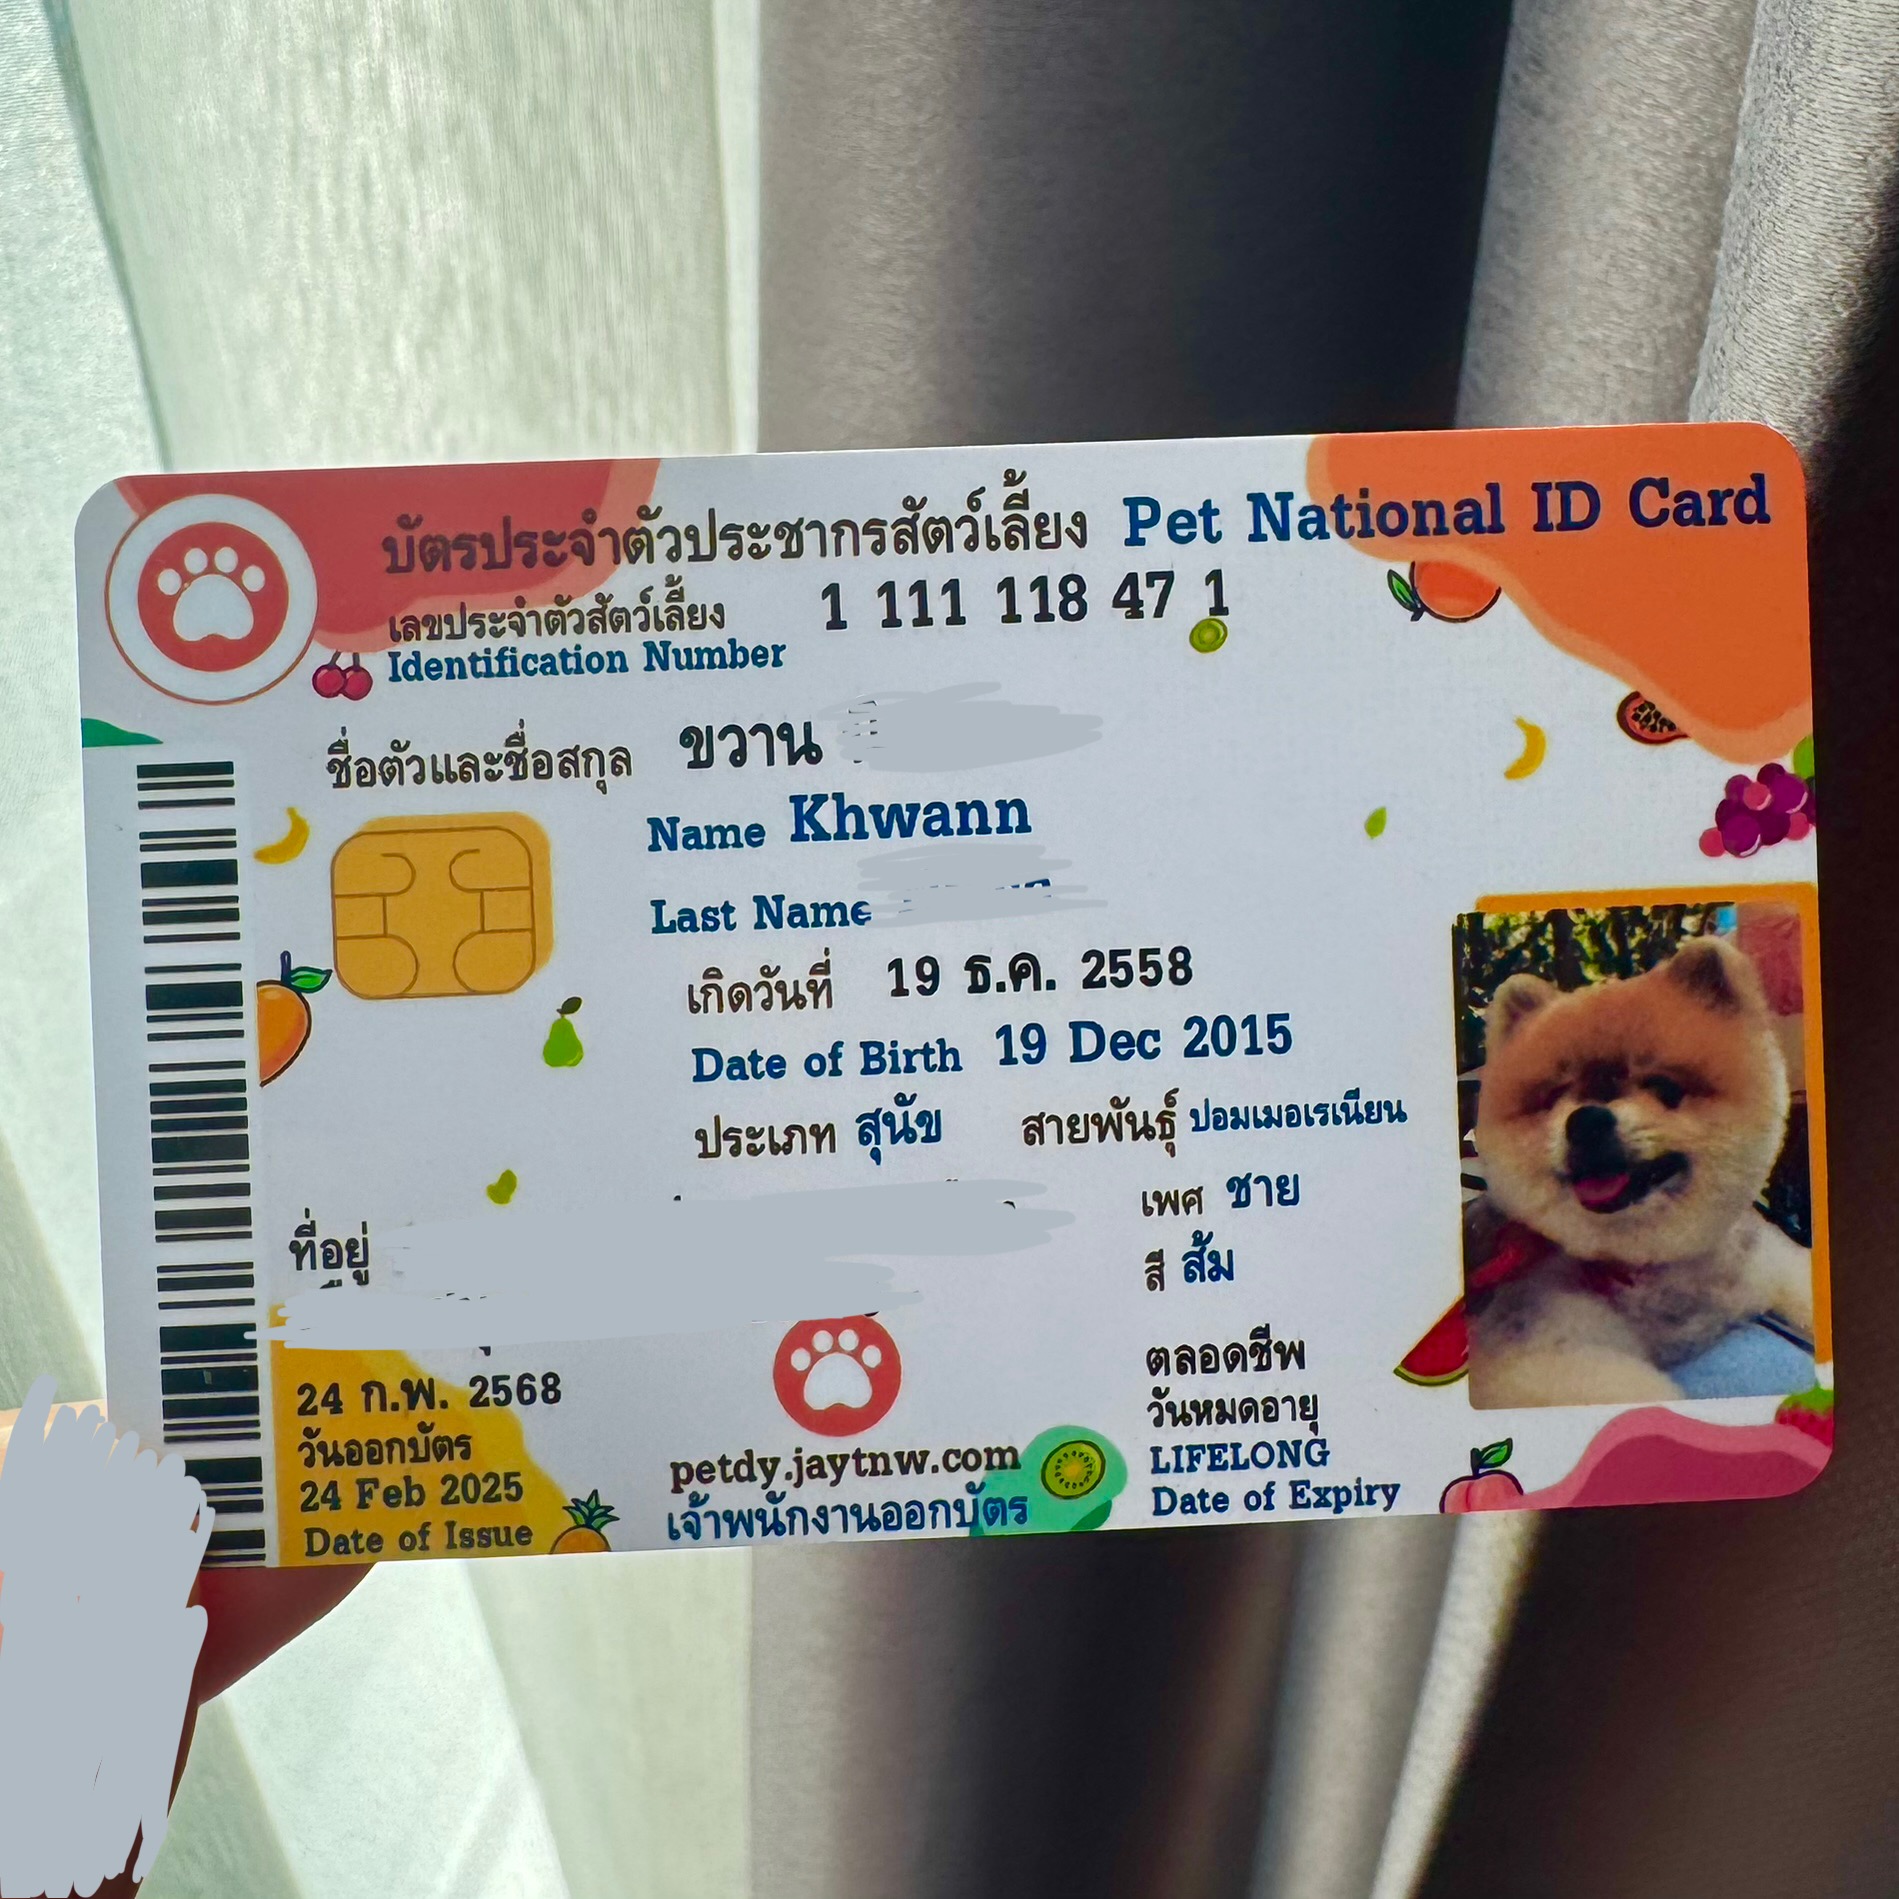 บัตรประจำตัวประชากรสัตว์เลี้ยง Pet National ID Card
เลขประจำตัวสัตว์เลี้ยง 1 111 118 47 1
Identification Number
ชื่อตัวและชื่อสกุล ขวาน
Name Khwann
Last Name
เกิดวันที่ 19 ธ.ค. 2558
Date of Birth 19 Dec 2015
ประเภท สุนัข สายพันธุ์ ปอมเมอเรเนียน
เพศ ชาย
ที่อยู่
สี ส้ม
24 ก.พ. 2568
วันออกบัตร
24 Feb 2025
Date of Issue
petdy.jaytnw.com
เจ้าพนักงานออกบัตร
ตลอดชีพ
วันหมดอายุ
LIFELONG
Date of Expiry